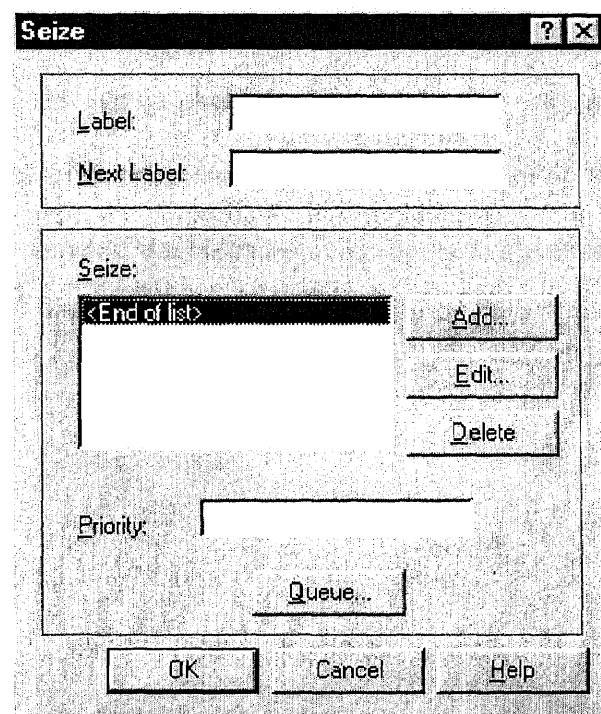 Seize ? X
Label:
Next Label:
Seize:
<End of list>
Add...
Edit...
Delete
Priority:
Queue...
OK Cancel Help